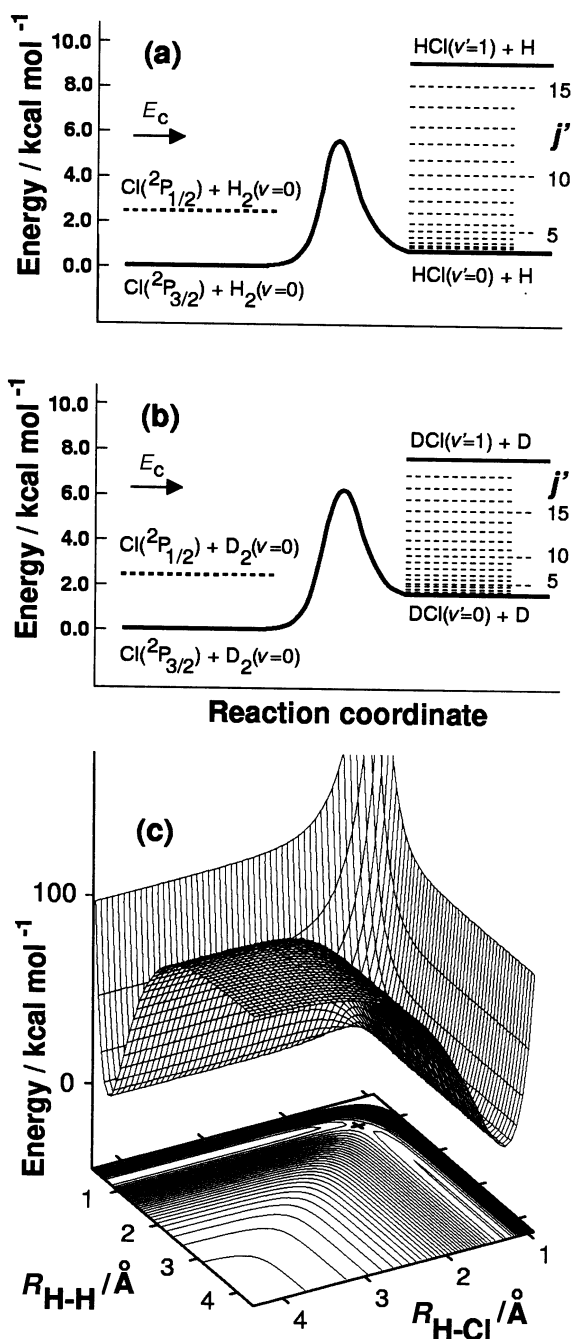 (a)
Energy / kcal mol⁻¹
10.0
8.0
6.0
4.0
2.0
0.0
E_c
Cl(²P₁/₂) + H₂(v=0)
Cl(²P₃/₂) + H₂(v=0)
HCl(v'=1) + H
15
j'
10
5
HCl(v'=0) + H
(b)
Energy / kcal mol⁻¹
10.0
8.0
6.0
4.0
2.0
0.0
E_c
Cl(²P₁/₂) + D₂(v=0)
Cl(²P₃/₂) + D₂(v=0)
DCl(v'=1) + D
j'
15
10
5
DCl(v'=0) + D
Reaction coordinate
(c)
Energy / kcal mol⁻¹
100
0
1
2
3
4
R_H-H /Å
4
3
2
1
R_H-Cl /Å